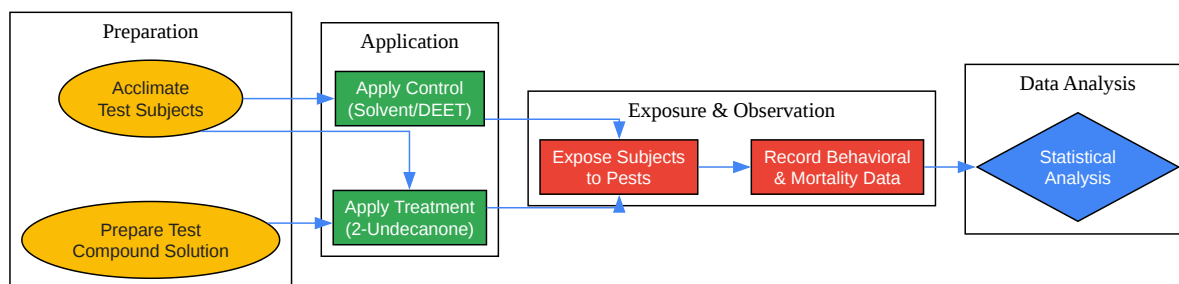 Preparation
Acclimate
Test Subjects
Prepare Test
Compound Solution
Application
Apply Control
(Solvent/DEET)
Apply Treatment
(2-Undecanone)
Exposure & Observation
Expose Subjects
to Pests
Record Behavioral
& Mortality Data
Data Analysis
Statistical
Analysis